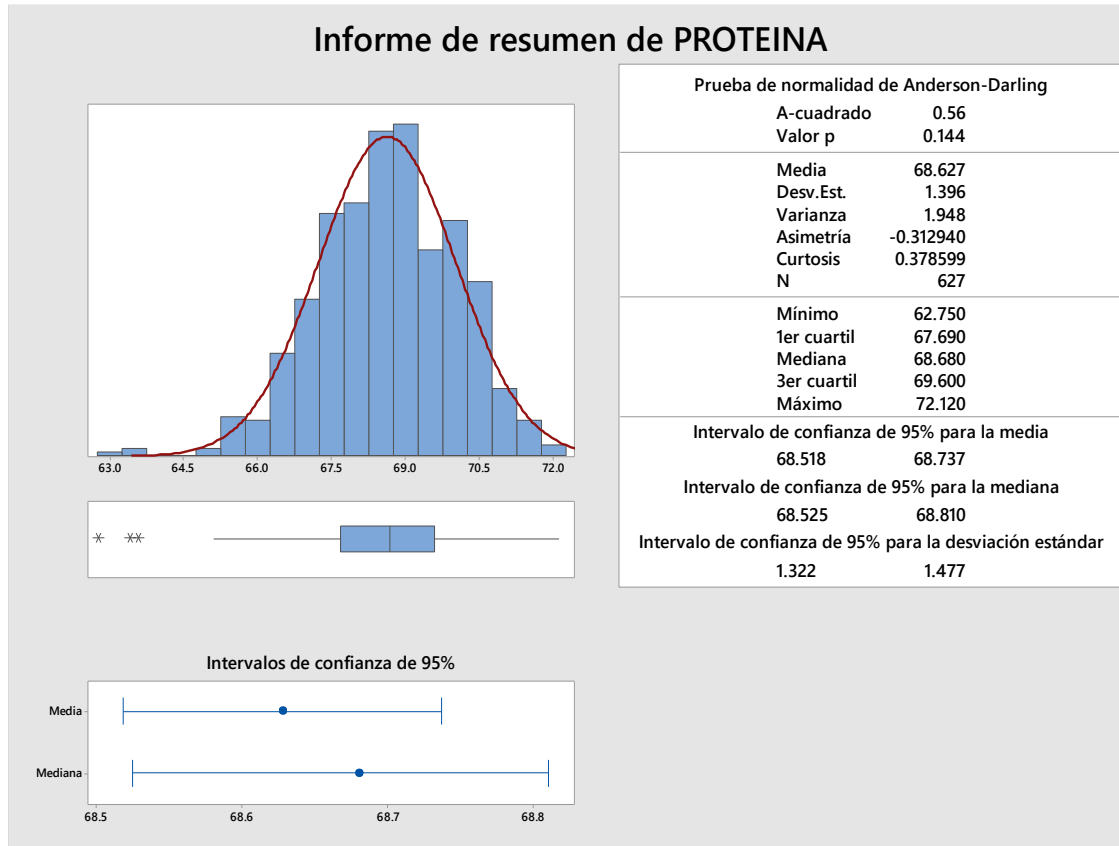 Informe de resumen de PROTEINA
63.0 64.5 66.0 67.5 69.0 70.5 72.0
Intervalos de confianza de 95%
Media
Mediana
68.5 68.6 68.7 68.8
Prueba de normalidad de Anderson-Darling
A-cuadrado 0.56
Valor p 0.144
Media 68.627
Desv.Est. 1.396
Varianza 1.948
Asimetría -0.312940
Curtosis 0.378599
N 627
Mínimo 62.750
1er cuartil 67.690
Mediana 68.680
3er cuartil 69.600
Máximo 72.120
Intervalo de confianza de 95% para la media
68.518 68.737
Intervalo de confianza de 95% para la mediana
68.525 68.810
Intervalo de confianza de 95% para la desviación estándar
1.322 1.477